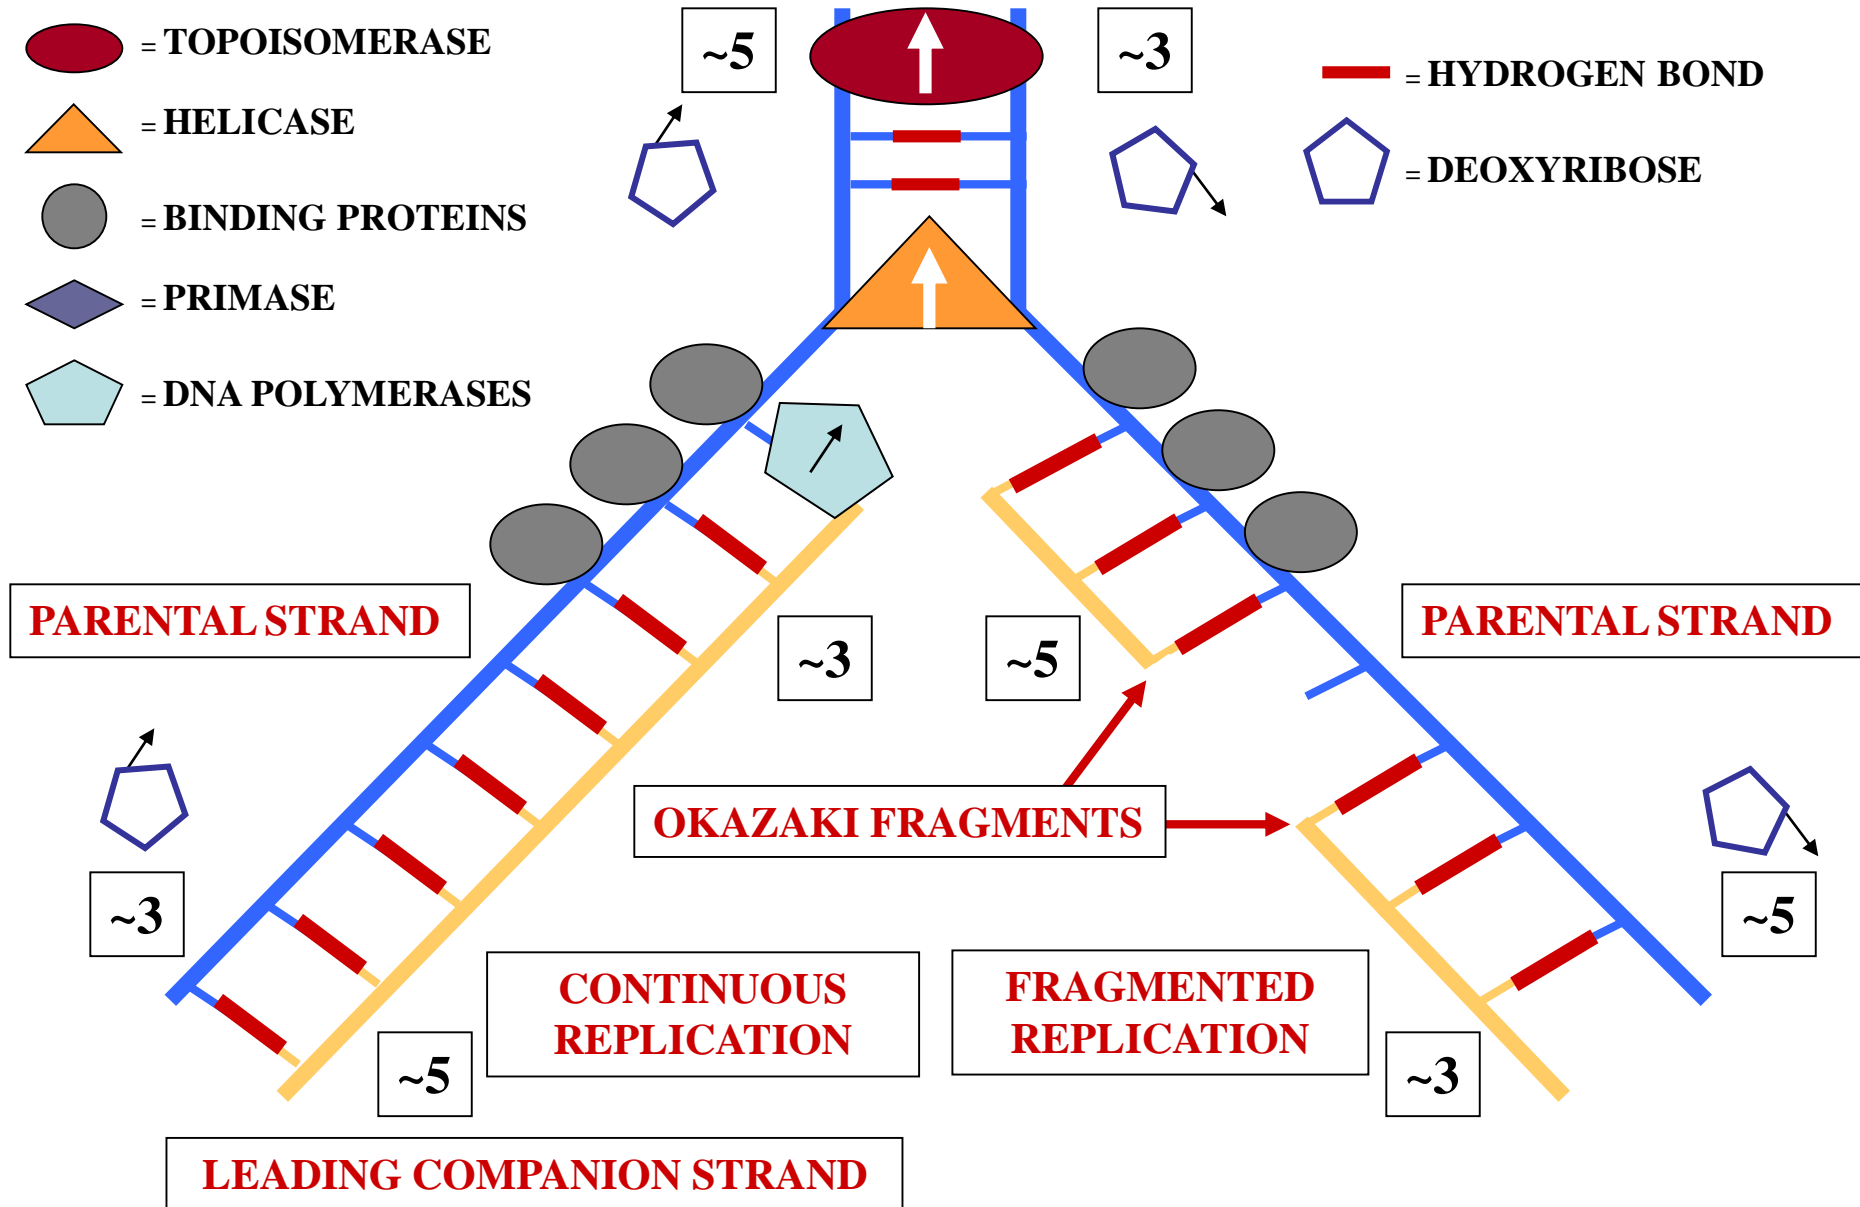 = TOPOISOMERASE
= HELICASE
= BINDING PROTEINS
= PRIMASE
= DNA POLYMERASES
~5
~3
= HYDROGEN BOND
= DEOXYRIBOSE
PARENTAL STRAND
~3
~5
PARENTAL STRAND
OKAZAKI FRAGMENTS
~3
~5
CONTINUOUS
REPLICATION
FRAGMENTED
REPLICATION
~5
~3
LEADING COMPANION STRAND